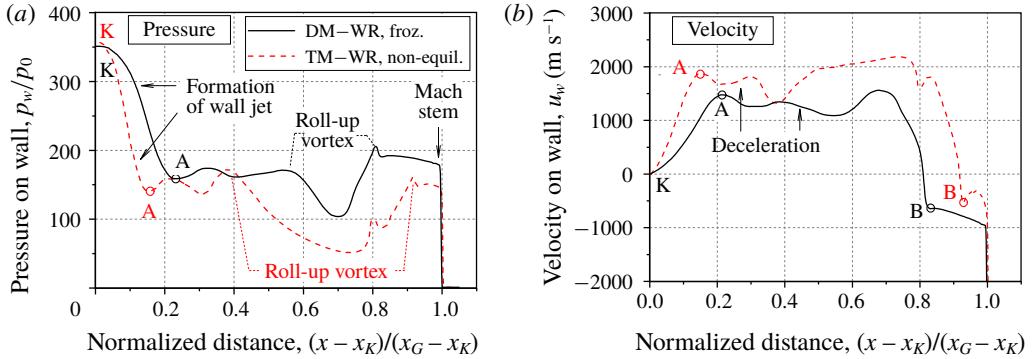 (a)
Pressure
DM−WR, froz.
TM−WR, non-equil.
K
K
Formation
of wall jet
A
A
Roll-up
vortex
Mach
stem
Roll-up vortex
400
300
200
100
0
0.2
0.4
0.6
0.8
1.0
Pressure on wall, p_w/p_0
Normalized distance, (x − x_K)/(x_G − x_K)
(b)
Velocity
A
A
K
Deceleration
B
B
3000
2000
1000
0
−1000
−2000
0.0
0.2
0.4
0.6
0.8
1.0
Velocity on wall, u_w (m s⁻¹)
Normalized distance, (x − x_K)/(x_G − x_K)